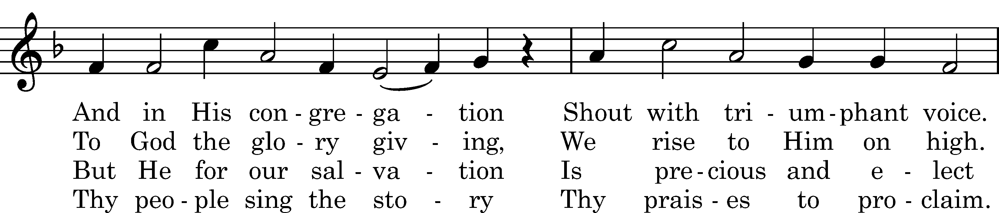 And in His con - gre - ga - tion Shout with tri - um - phant voice.
To God the glo - ry giv - ing, We rise to Him on high.
But He for our sal - va - tion Is pre - cious and e - lect
Thy peo - ple sing the sto - ry Thy prais - es to pro - claim.